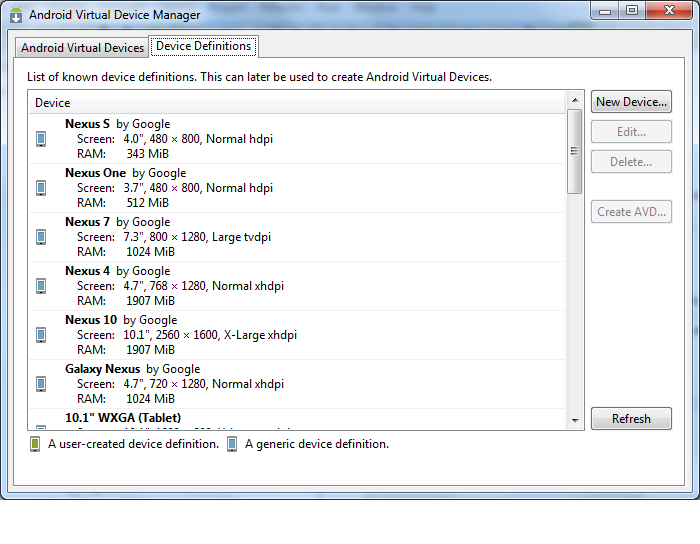 Android Virtual Device Manager
Android Virtual Devices
Device Definitions
List of known device definitions. This can later be used to create Android Virtual Devices.
Device
New Device...
Edit...
Delete...
Create AVD...
Nexus S by Google
Screen: 4.0", 480 × 800, Normal hdpi
RAM: 343 MiB
Nexus One by Google
Screen: 3.7", 480 × 800, Normal hdpi
RAM: 512 MiB
Nexus 7 by Google
Screen: 7.3", 800 × 1280, Large tvdpi
RAM: 1024 MiB
Nexus 4 by Google
Screen: 4.7", 768 × 1280, Normal xhdpi
RAM: 1907 MiB
Nexus 10 by Google
Screen: 10.1", 2560 × 1600, X-Large xhdpi
RAM: 1907 MiB
Galaxy Nexus by Google
Screen: 4.7", 720 × 1280, Normal xhdpi
RAM: 1024 MiB
10.1" WXGA (Tablet)
Refresh
A user-created device definition.
A generic device definition.